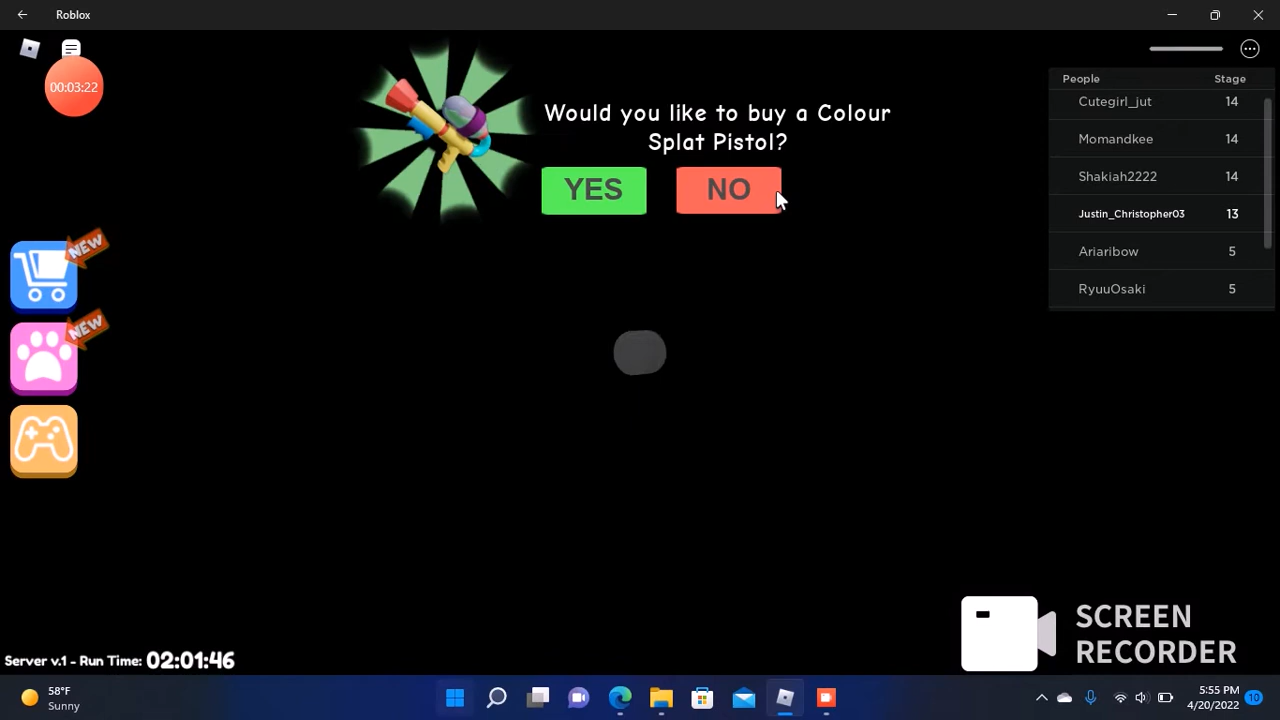 Roblox
00:03:22
Would you like to buy a Colour
Splat Pistol?
YES
NO
People Stage
Cutegirl_jut 14
Momandkee 14
Shakiah2222 14
Justin_Christopher03 13
Ariaribow 5
RyuuOsaki 5
NEW
NEW
Server v.1 - Run Time: 02:01:46
SCREEN
RECORDER
58°F
Sunny
5:55 PM
4/20/2022
10